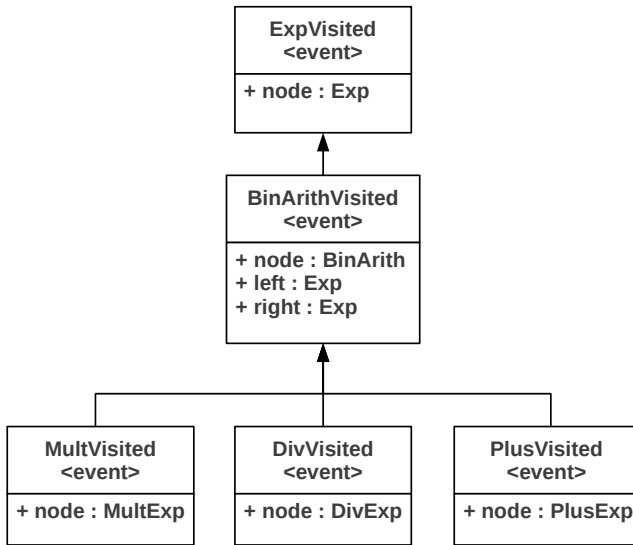 ExpVisited
<event>
+ node : Exp
BinArithVisited
<event>
+ node : BinArith
+ left : Exp
+ right : Exp
MultVisited
<event>
+ node : MultExp
DivVisited
<event>
+ node : DivExp
PlusVisited
<event>
+ node : PlusExp